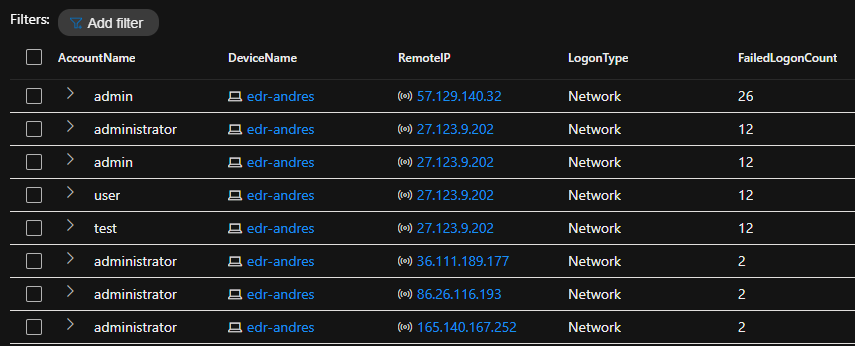 Filters: Add filter
AccountName DeviceName RemoteIP LogonType FailedLogonCount
admin edr-andres 57.129.140.32 Network 26
administrator edr-andres 27.123.9.202 Network 12
admin edr-andres 27.123.9.202 Network 12
user edr-andres 27.123.9.202 Network 12
test edr-andres 27.123.9.202 Network 12
administrator edr-andres 36.111.189.177 Network 2
administrator edr-andres 86.26.116.193 Network 2
administrator edr-andres 165.140.167.252 Network 2